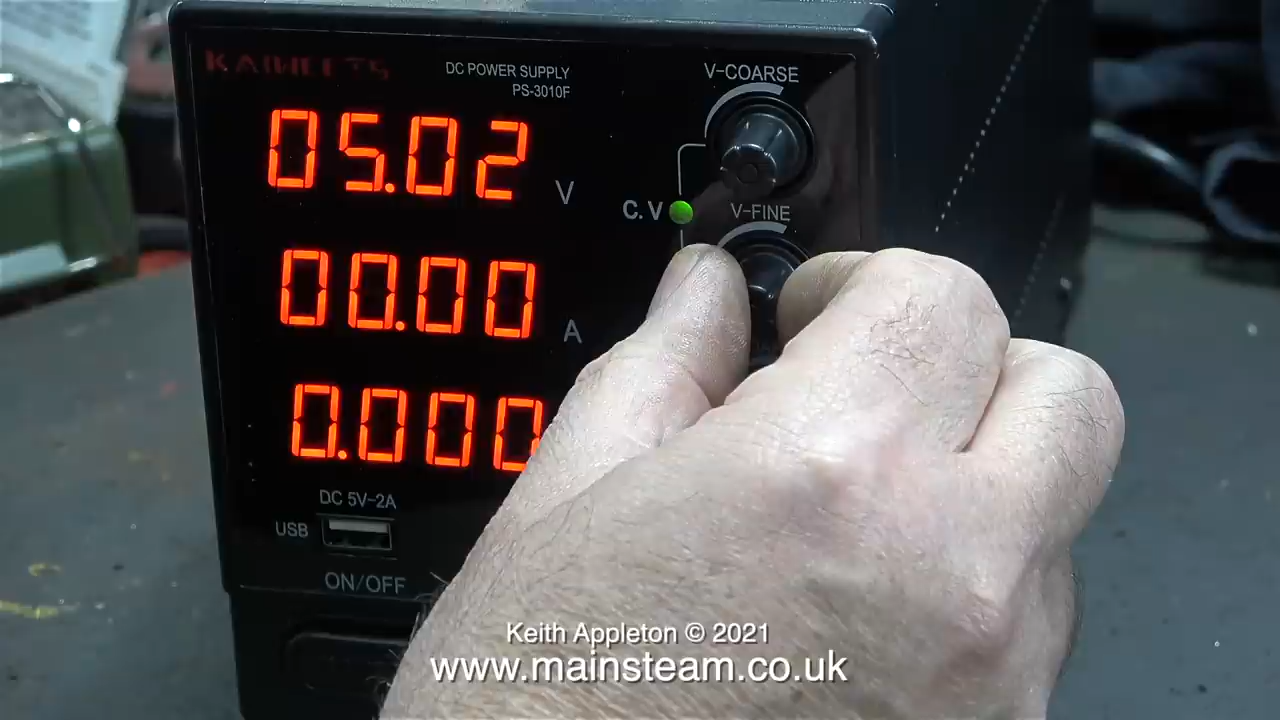 KAIWEETS
DC POWER SUPPLY
PS-3010F
V-COARSE
05.02
V
C.V
V-FINE
00.00
A
0.000
DC 5V-2A
USB
ON/OFF
Keith Appleton © 2021
www.mainsteam.co.uk